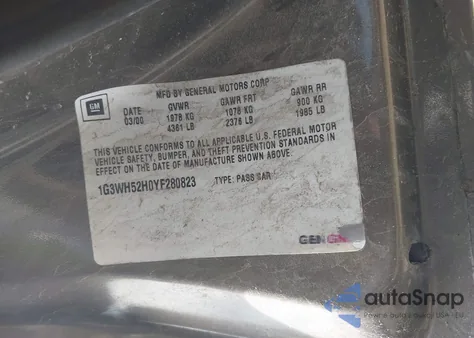 MFD BY GENERAL MOTORS CORP
GM DATE GVWR GAWR FRT GAWR RR
03/00 1978 KG 1078 KG 900 KG
4361 LB 2376 LB 1985 LB
THIS VEHICLE CONFORMS TO ALL APPLICABLE U.S. FEDERAL MOTOR
VEHICLE SAFETY, BUMPER, AND THEFT PREVENTION STANDARDS IN
EFFECT ON THE DATE OF MANUFACTURE SHOWN ABOVE.
1G3WH52H0YF280823 TYPE: PASS CAR
GENGM
autoSnap